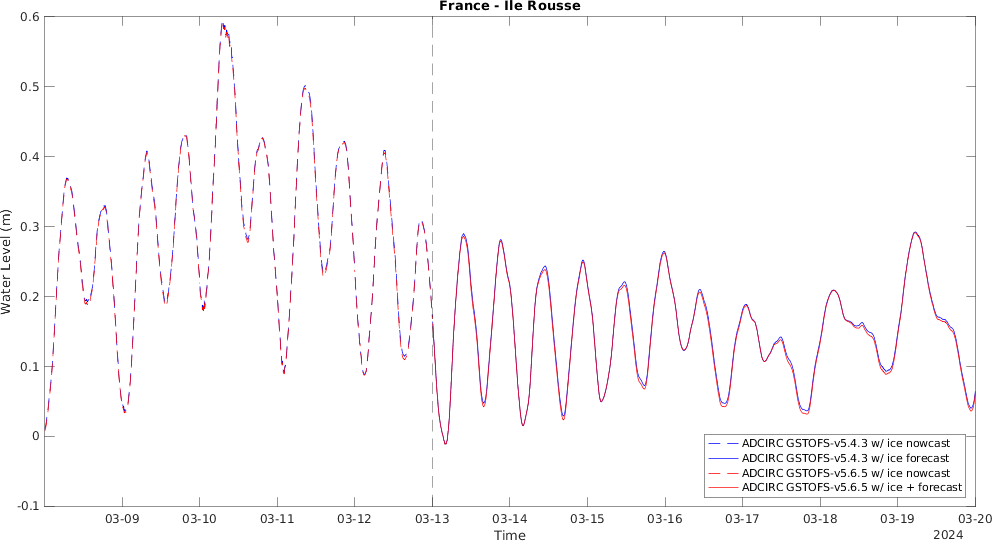 France - Ile Rousse
0.6
0.5
0.4
0.3
0.2
0.1
0
-0.1
Water Level (m)
03-09 03-10 03-11 03-12 03-13 03-14 03-15 03-16 03-17 03-18 03-19 03-20
Time
2024
ADCIRC GSTOFS-v5.4.3 w/ ice nowcast
ADCIRC GSTOFS-v5.4.3 w/ ice forecast
ADCIRC GSTOFS-v5.6.5 w/ ice nowcast
ADCIRC GSTOFS-v5.6.5 w/ ice + forecast